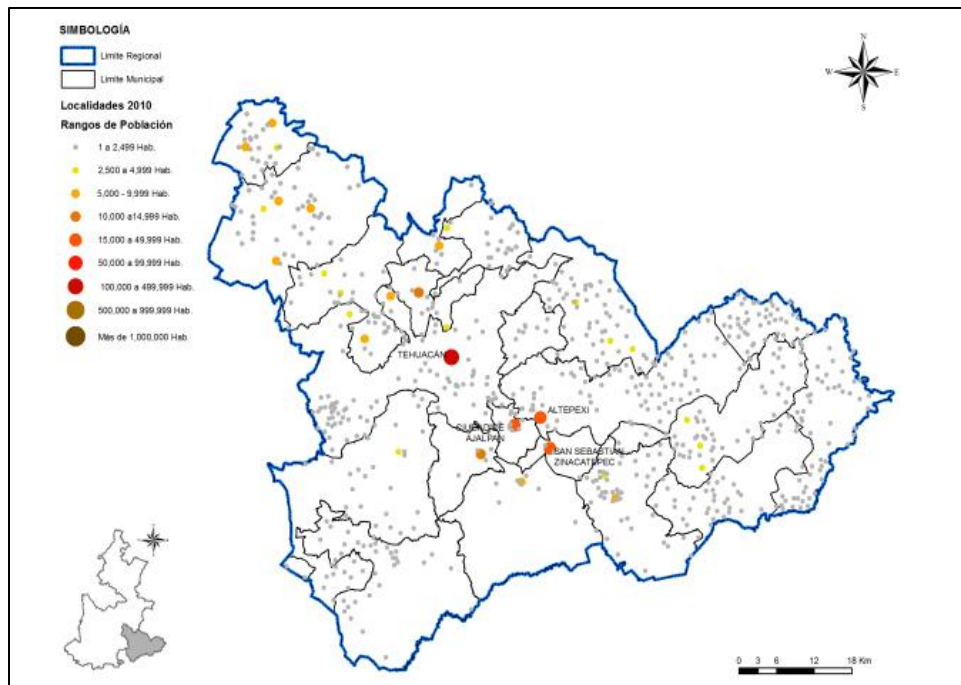 SIMBOLOGÍA
Limite Regional
Limite Municipal
Localidades 2010
Rangos de Población
1 a 2,499 Hab.
2,500 a 4,999 Hab.
5,000 - 9,999 Hab.
10,000 a14,999 Hab.
15,000 a 49,999 Hab.
50,000 a 99,999 Hab.
100,000 a 499,999 Hab.
500,000 a 999,999 Hab.
Más de 1,000,000 Hab.
N
W
E
S
TEHUACÁN
ALTEPEXI
CIUDAD DE
AJALPAN
SAN SEBASTIAN
ZINACATEPEC
0 3 6 12 18 Km